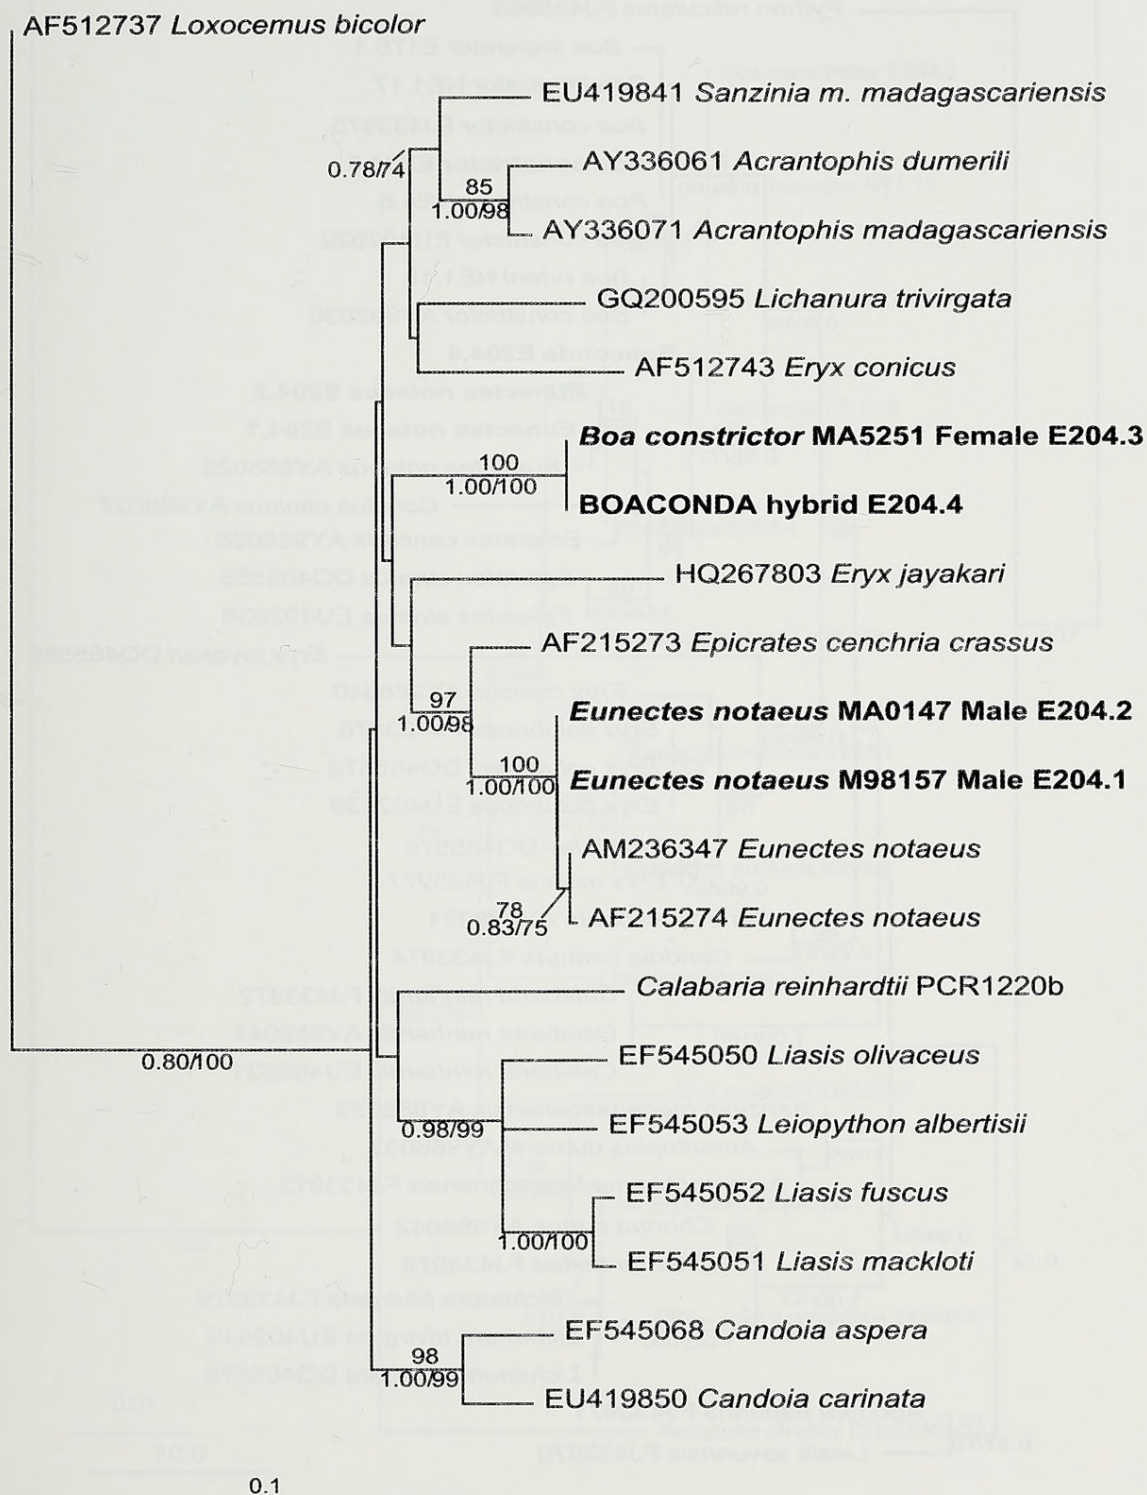 AF512737 Loxocemus bicolor
EU419841 Sanzinia m. madagascariensis
0.78/74
AY336061 Acrantophis dumerili
85
1.00/98
AY336071 Acrantophis madagascariensis
GQ200595 Lichanura trivirgata
AF512743 Eryx conicus
Boa constrictor MA5251 Female E204.3
100
1.00/100
BOACONDA hybrid E204.4
HQ267803 Eryx jayakari
AF215273 Epicrates cenchria crassus
97
1.00/98
Eunectes notaeus MA0147 Male E204.2
100
1.00/100
Eunectes notaeus M98157 Male E204.1
AM236347 Eunectes notaeus
78
0.83/75
AF215274 Eunectes notaeus
Calabaria reinhardtii PCR1220b
0.80/100
EF545050 Liasis olivaceus
0.98/99
EF545053 Leiopython albertisii
EF545052 Liasis fuscus
1.00/100
EF545051 Liasis mackloti
EF545068 Candoia aspera
98
1.00/99
EU419850 Candoia carinata
0.1